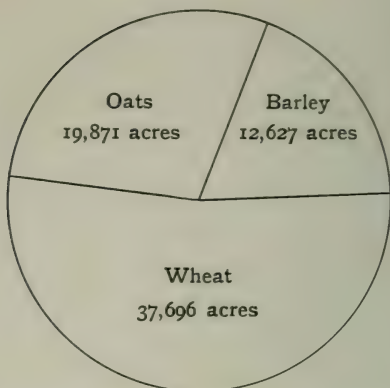 Oats
19,871 acres
Barley
12,627 acres
Wheat
37,696 acres